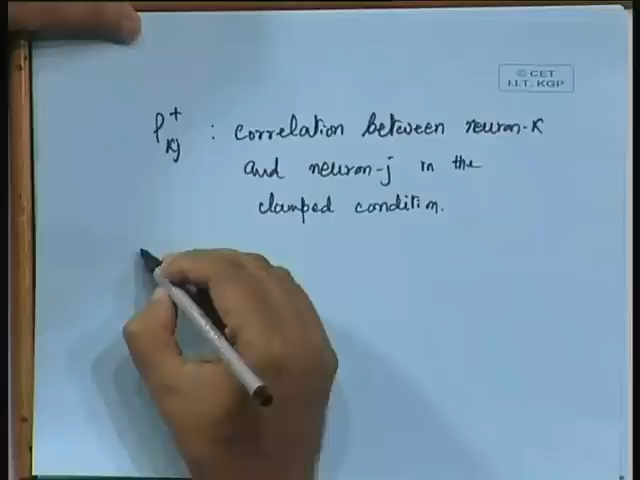 © CET
I.I.T. KGP
ρ⁺ₖⱼ : correlation between neuron-k
and neuron-j in the
clamped condition.